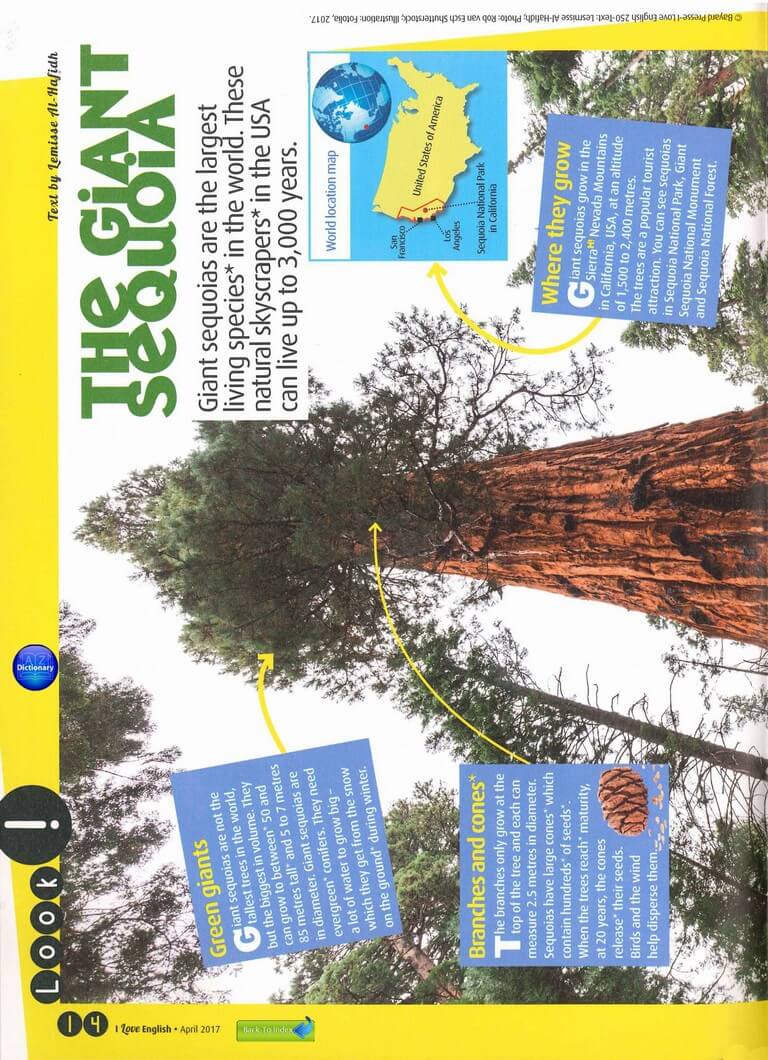 Look!
Text by Lemisse Al-Hafidh
THE GiANT
SEQUOiA
Giant sequoias are the largest
living species* in the world. These
natural skyscrapers* in the USA
can live up to 3,000 years.
World location map
United States of America
San
Francisco
Los
Angeles
Sequoia National Park
in California
Where they grow
Giant sequoias grow in the
Sierra Nevada Mountains
in California, USA, at an altitude
of 1,500 to 2,400 metres.
The trees are a popular tourist
attraction. You can see sequoias
in Sequoia National Park, Giant
Sequoia National Monument
and Sequoia National Forest.
Green giants
Giant sequoias are not the
tallest trees in the world,
but the biggest in volume. They
can grow to between* 50 and
85 metres tall* and 5 to 7 metres
in diameter. Giant sequoias are
evergreen* conifers. They need
a lot of water to grow big –
which they get from the snow
on the ground* during winter.
Branches and cones*
The branches only grow at the
top of the tree and each can
measure 2.5 metres in diameter.
Sequoias have large cones* which
contain hundreds* of seeds*.
When the trees reach* maturity,
at 20 years, the cones
release* their seeds.
Birds and the wind
help disperse them.
A Z
Dictionary
14
I Love English • April 2017
Back To Index
© Bayard Presse-I Love English 250-Text: Lesmisse Al-Hafidh; Photo: Rob van Esch Shutterstock; Illustration: Fotolia, 2017.